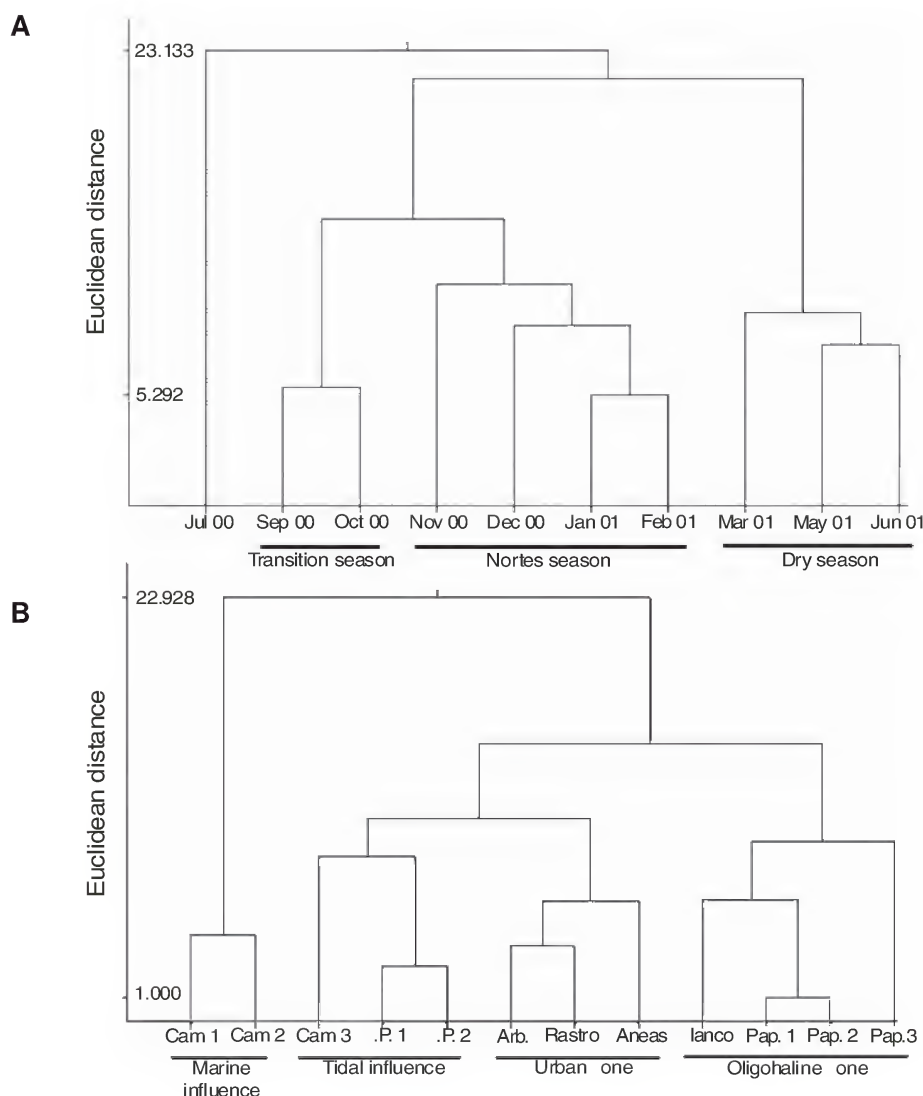 A
23.133
Euclidean distance
5.292
Jul 00 Sep 00 Oct 00 Nov 00 Dec 00 Jan 01 Feb 01 Mar 01 May 01 Jun 01
Transition season Nortes season Dry season
B
22.928
Euclidean distance
1.000
Cam 1 Cam 2 Cam 3 .P. 1 .P. 2 Arb. Rastro Aneas lanco Pap. 1 Pap. 2 Pap.3
Marine influence Tidal influence Urban one Oligohaline one